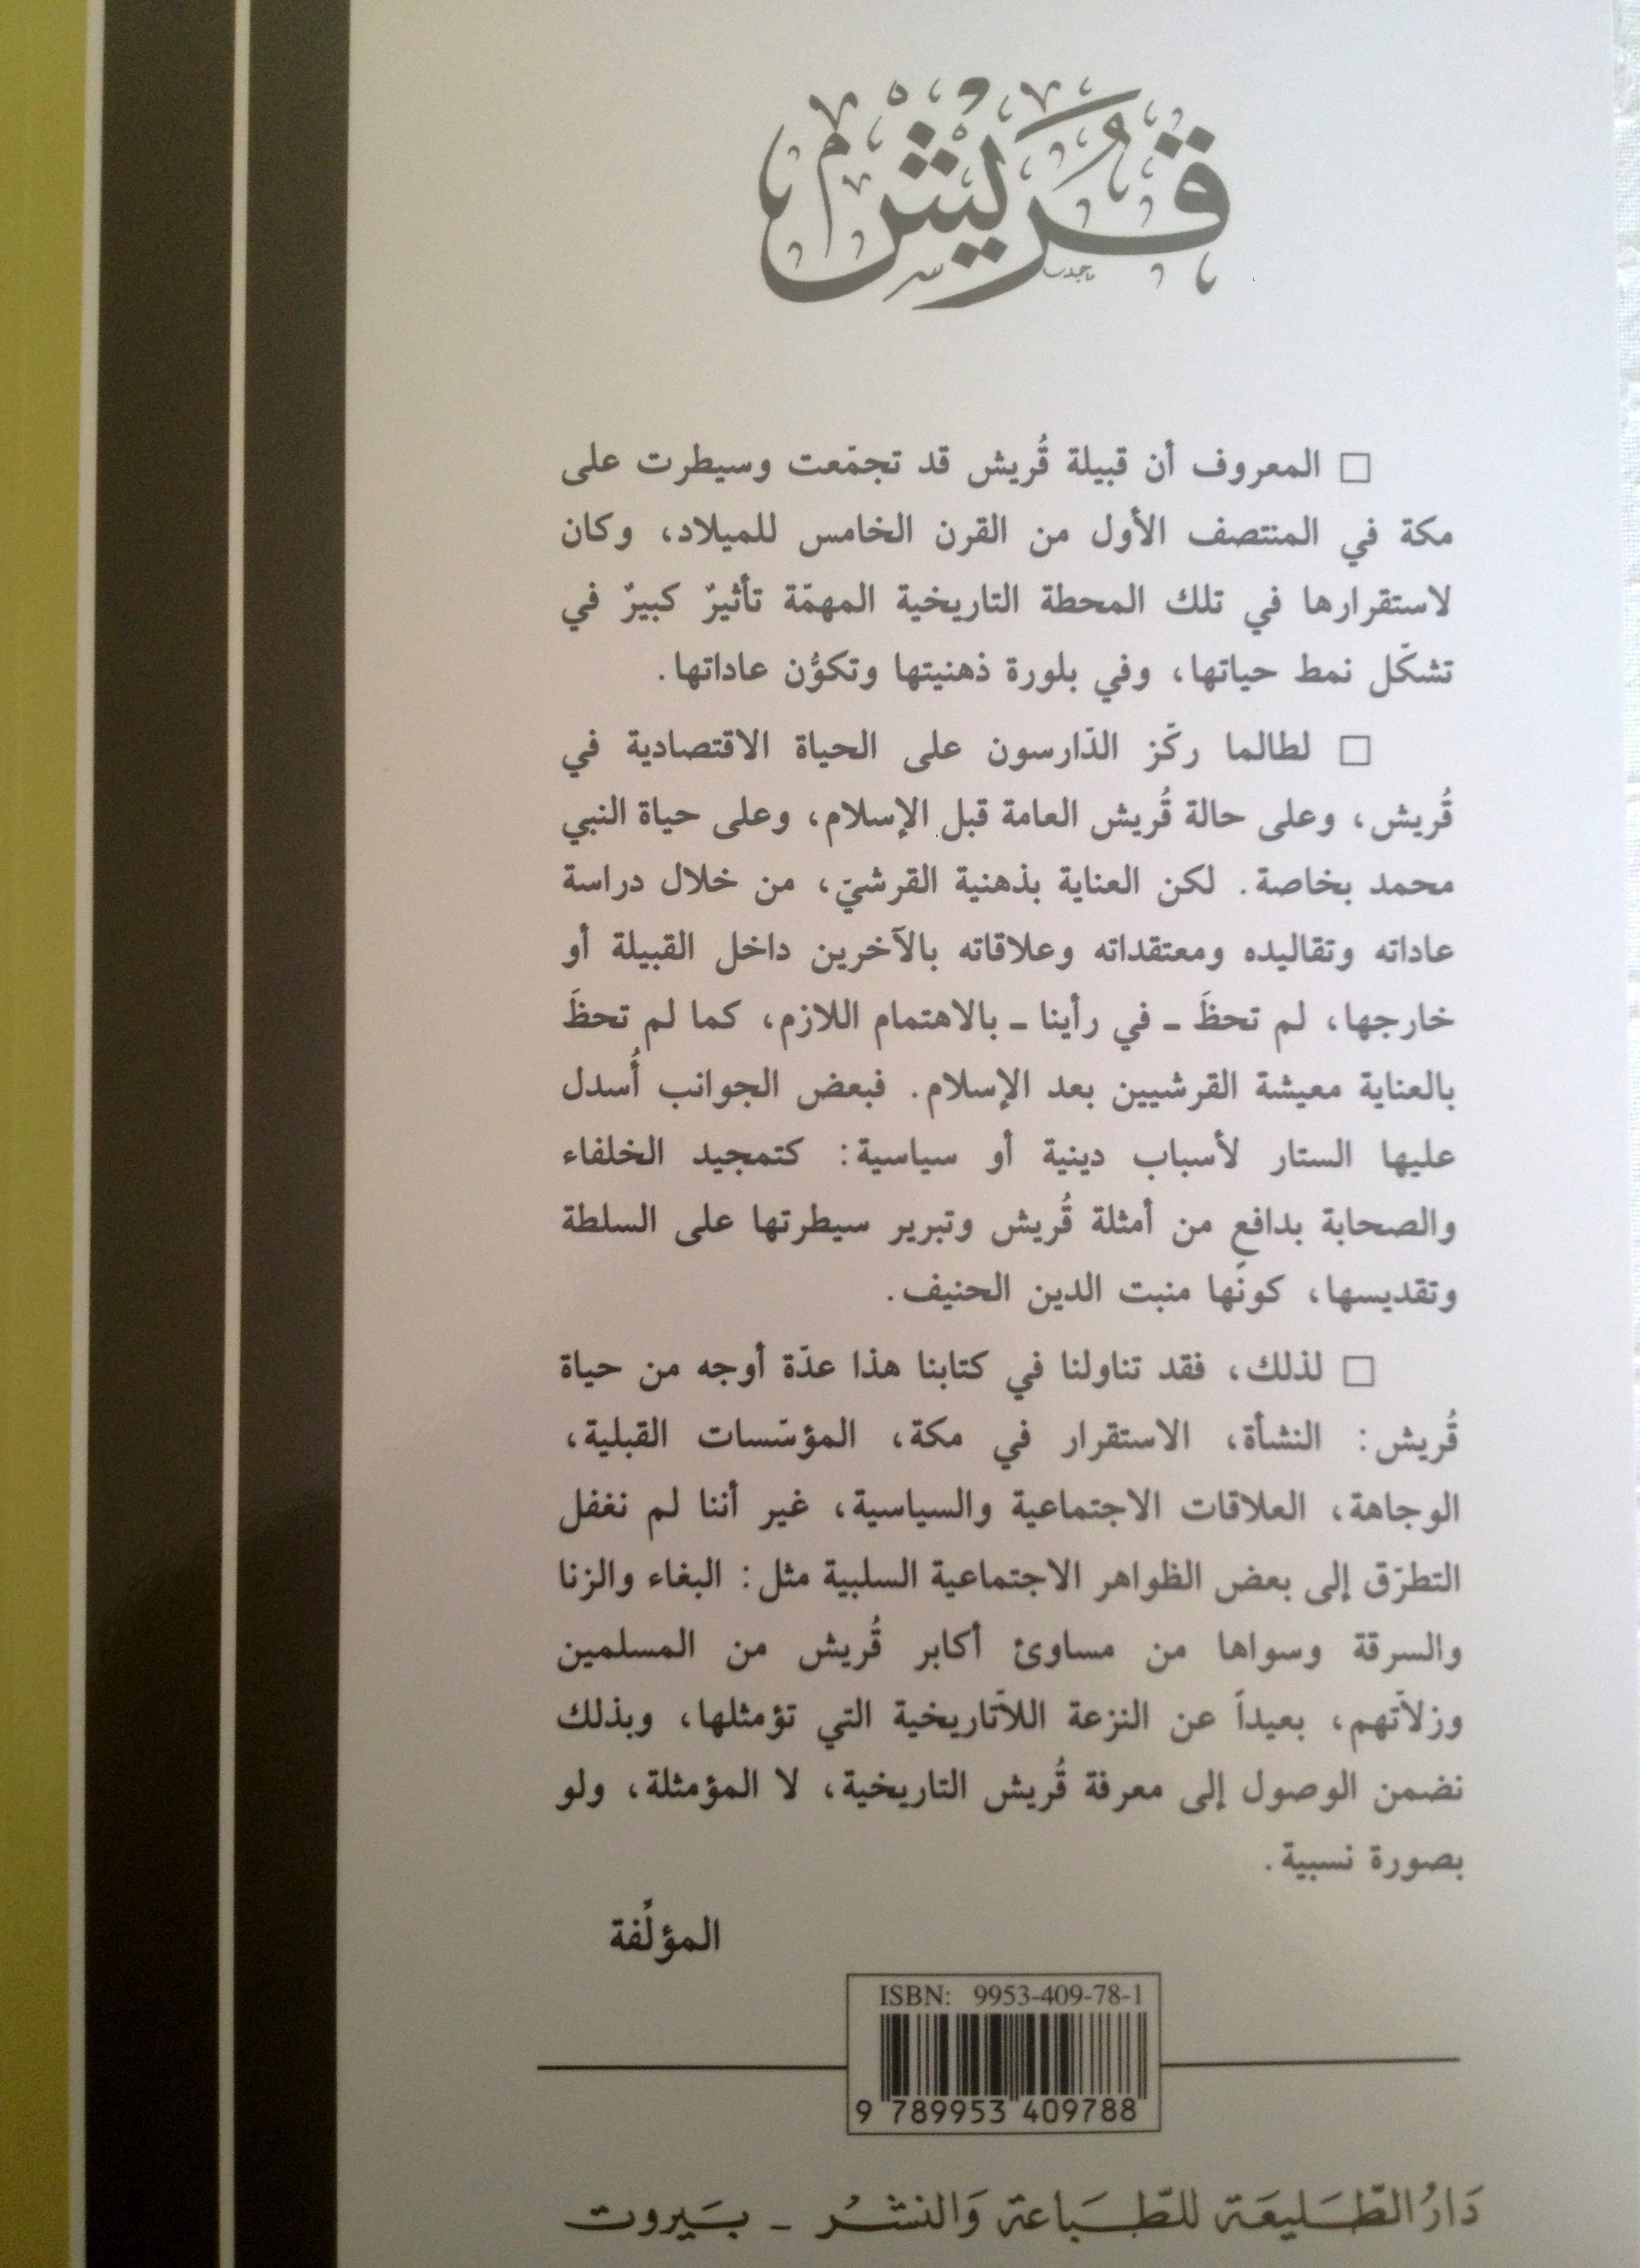 قُريش
ماجد
□ المعروف أن قبيلة قُريش قد تجمّعت وسيطرت على
مكة في المنتصف الأول من القرن الخامس للميلاد، وكان
لاستقرارها في تلك المحطة التاريخية المهمّة تأثيرٌ كبيرٌ في
تشكّل نمط حياتها، وفي بلورة ذهنيتها وتكوُّن عاداتها.
□ لطالما ركّز الدّارسون على الحياة الاقتصادية في
قُريش، وعلى حالة قُريش العامة قبل الإسلام، وعلى حياة النبي
محمد بخاصة. لكن العناية بذهنية القرشيّ، من خلال دراسة
عاداته وتقاليده ومعتقداته وعلاقاته بالآخرين داخل القبيلة أو
خارجها، لم تحظَ ـ في رأينا ـ بالاهتمام اللازم، كما لم تحظَ
بالعناية معيشة القرشيين بعد الإسلام. فبعض الجوانب أُسدل
عليها الستار لأسباب دينية أو سياسية: كتمجيد الخلفاء
والصحابة بدافعٍ من أمثلة قُريش وتبرير سيطرتها على السلطة
وتقديسها، كونَها منبت الدين الحنيف.
□ لذلك، فقد تناولنا في كتابنا هذا عدّة أوجه من حياة
قُريش: النشأة، الاستقرار في مكة، المؤسّسات القبلية،
الوجاهة، العلاقات الاجتماعية والسياسية، غير أننا لم نغفل
التطرّق إلى بعض الظواهر الاجتماعية السلبية مثل: البغاء والزنا
والسرقة وسواها من مساوئ أكابر قُريش من المسلمين
وزلاّتهم، بعيداً عن النزعة اللاّتاريخية التي تؤمثلها، وبذلك
نضمن الوصول إلى معرفة قُريش التاريخية، لا المؤمثلة، ولو
بصورة نسبية.
المؤلِّفة
ISBN: 9953-409-78-1
9 789953 409788
دَارُ الطَّلِيعَة للطِّبَاعَة وَالنشْرُ - بَيروت